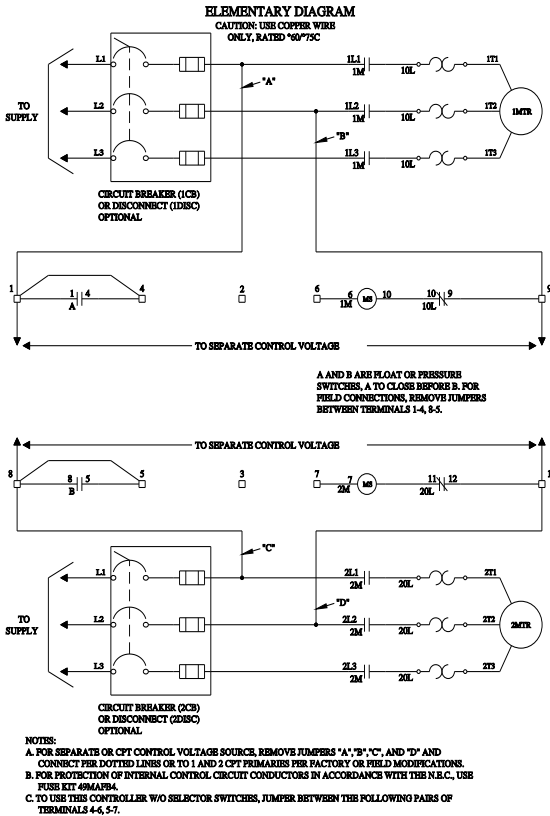 ELEMENTARY DIAGRAM
CAUTION: USE COPPER WIRE
ONLY, RATED °60/°75C
L1
1L1
1M
10L
1T1
"A"
TO
SUPPLY
L2
1L2
1M
10L
1T2
1MTR
"B"
L3
1L3
1M
10L
1T3
CIRCUIT BREAKER (1CB)
OR DISCONNECT (1DISC)
OPTIONAL
1
1 4
A
4
2
6
6
1M
MS
10
10 9
10L
9
TO SEPARATE CONTROL VOLTAGE
A AND B ARE FLOAT OR PRESSURE
SWITCHES, A TO CLOSE BEFORE B. FOR
FIELD CONNECTIONS, REMOVE JUMPERS
BETWEEN TERMINALS 1-4, 8-5.
TO SEPARATE CONTROL VOLTAGE
8
8 5
B
5
3
7
7
2M
MS
11 12
20L
1
"C"
L1
2L1
2M
20L
2T1
"D"
TO
SUPPLY
L2
2L2
2M
20L
2T2
2MTR
L3
2L3
2M
20L
2T3
CIRCUIT BREAKER (2CB)
OR DISCONNECT (2DISC)
OPTIONAL
NOTES:
A. FOR SEPARATE OR CPT CONTROL VOLTAGE SOURCE, REMOVE JUMPERS "A","B","C", AND "D" AND
CONNECT PER DOTTED LINES OR TO 1 AND 2 CPT PRIMARIES PER FACTORY OR FIELD MODIFICATIONS.
B. FOR PROTECTION OF INTERNAL CONTROL CIRCUIT CONDUCTORS IN ACCORDANCE WITH THE N.E.C., USE
FUSE KIT 49MAFB4.
C. TO USE THIS CONTROLLER W/O SELECTOR SWITCHES, JUMPER BETWEEN THE FOLLOWING PAIRS OF
TERMINALS 4-6, 5-7.